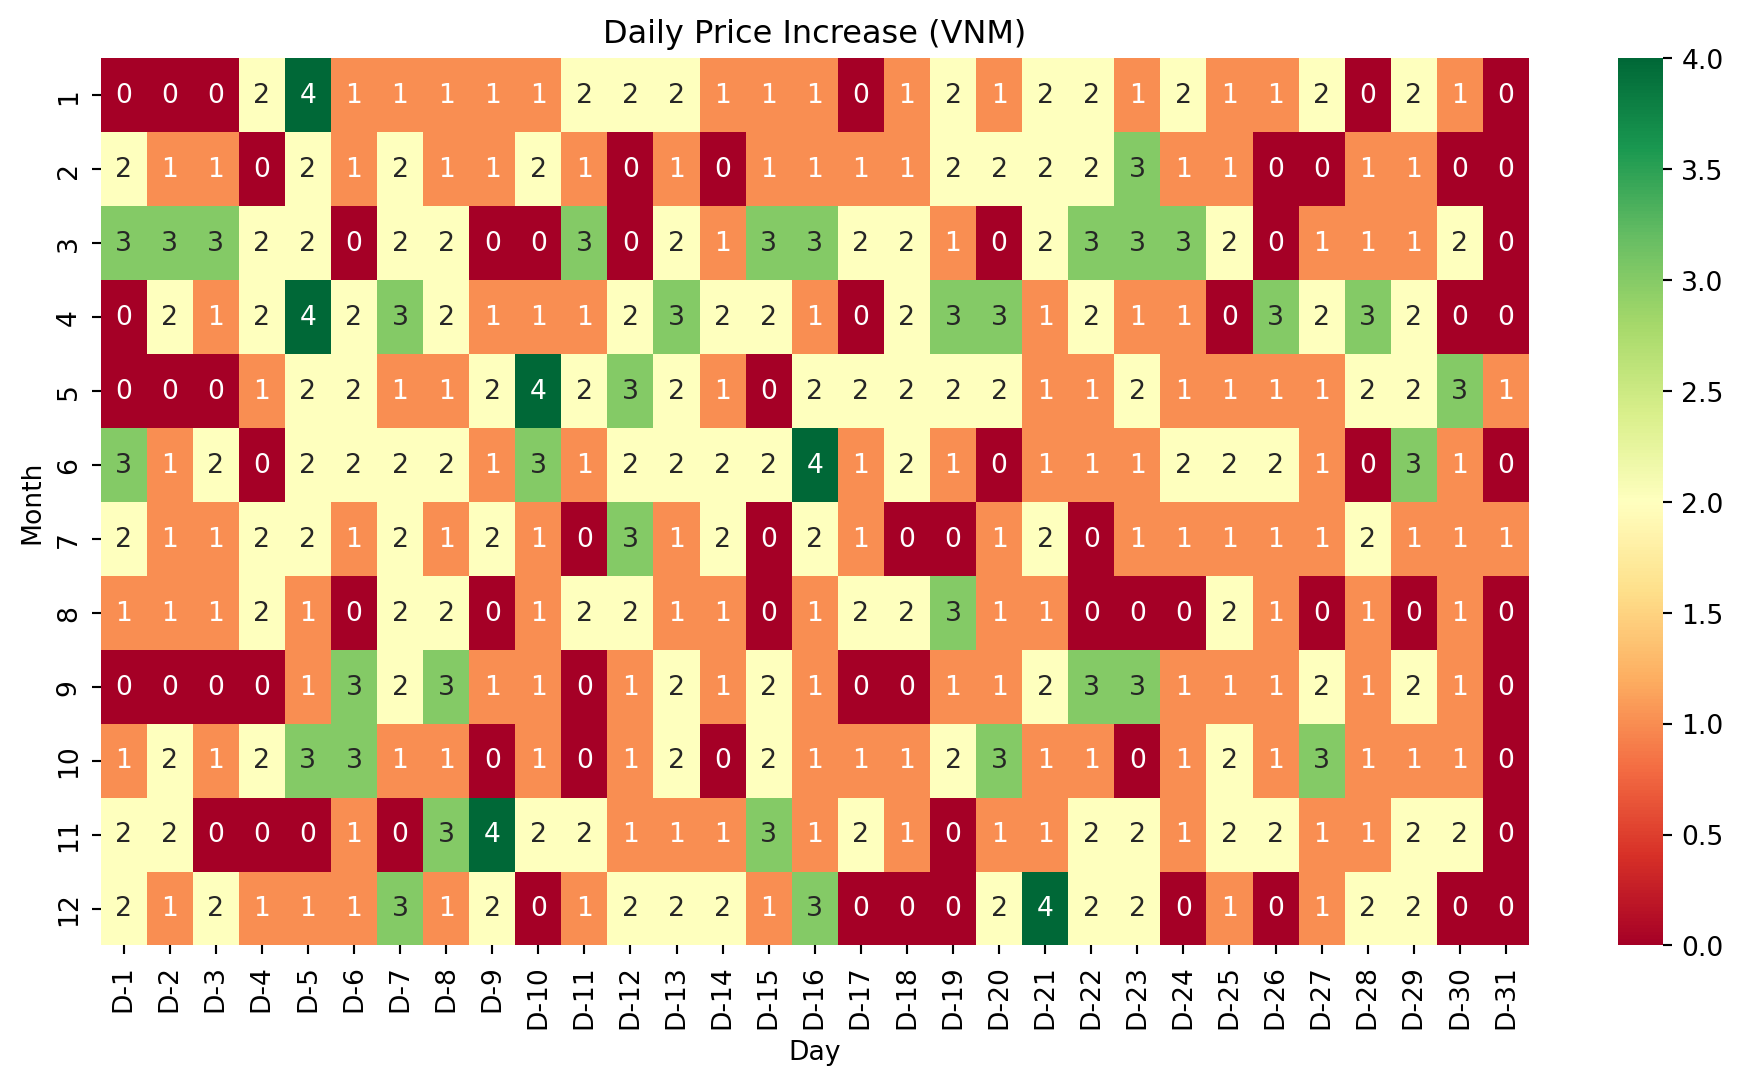 Daily Price Increase (VNM)
Month
1 0 0 0 2 4 1 1 1 1 1 2 2 2 1 1 1 0 1 2 1 2 2 1 2 1 1 2 0 2 1 0
2 2 1 1 0 2 1 2 1 1 2 1 0 1 0 1 1 1 1 2 2 2 2 3 1 1 0 0 1 1 0 0
3 3 3 3 2 2 0 2 2 0 0 3 0 2 1 3 3 2 2 1 0 2 3 3 3 2 0 1 1 1 2 0
4 0 2 1 2 4 2 3 2 1 1 1 2 3 2 2 1 0 2 3 3 1 2 1 1 0 3 2 3 2 0 0
5 0 0 0 1 2 2 1 1 2 4 2 3 2 1 0 2 2 2 2 2 1 1 2 1 1 1 1 2 2 3 1
6 3 1 2 0 2 2 2 2 1 3 1 2 2 2 2 4 1 2 1 0 1 1 1 2 2 2 1 0 3 1 0
7 2 1 1 2 2 1 2 1 2 1 0 3 1 2 0 2 1 0 0 1 2 0 1 1 1 1 1 2 1 1 1
8 1 1 1 2 1 0 2 2 0 1 2 2 1 1 0 1 2 2 3 1 1 0 0 0 2 1 0 1 0 1 0
9 0 0 0 0 1 3 2 3 1 1 0 1 2 1 2 1 0 0 1 1 2 3 3 1 1 1 2 1 2 1 0
10 1 2 1 2 3 3 1 1 0 1 0 1 2 0 2 1 1 1 2 3 1 1 0 1 2 1 3 1 1 1 0
11 2 2 0 0 0 1 0 3 4 2 2 1 1 1 3 1 2 1 0 1 1 2 2 1 2 2 1 1 2 2 0
12 2 1 2 1 1 1 3 1 2 0 1 2 2 2 1 3 0 0 0 2 4 2 2 0 1 0 1 2 2 0 0
D-1 D-2 D-3 D-4 D-5 D-6 D-7 D-8 D-9 D-10 D-11 D-12 D-13 D-14 D-15 D-16 D-17 D-18 D-19 D-20 D-21 D-22 D-23 D-24 D-25 D-26 D-27 D-28 D-29 D-30 D-31
Day
4.0
3.5
3.0
2.5
2.0
1.5
1.0
0.5
0.0